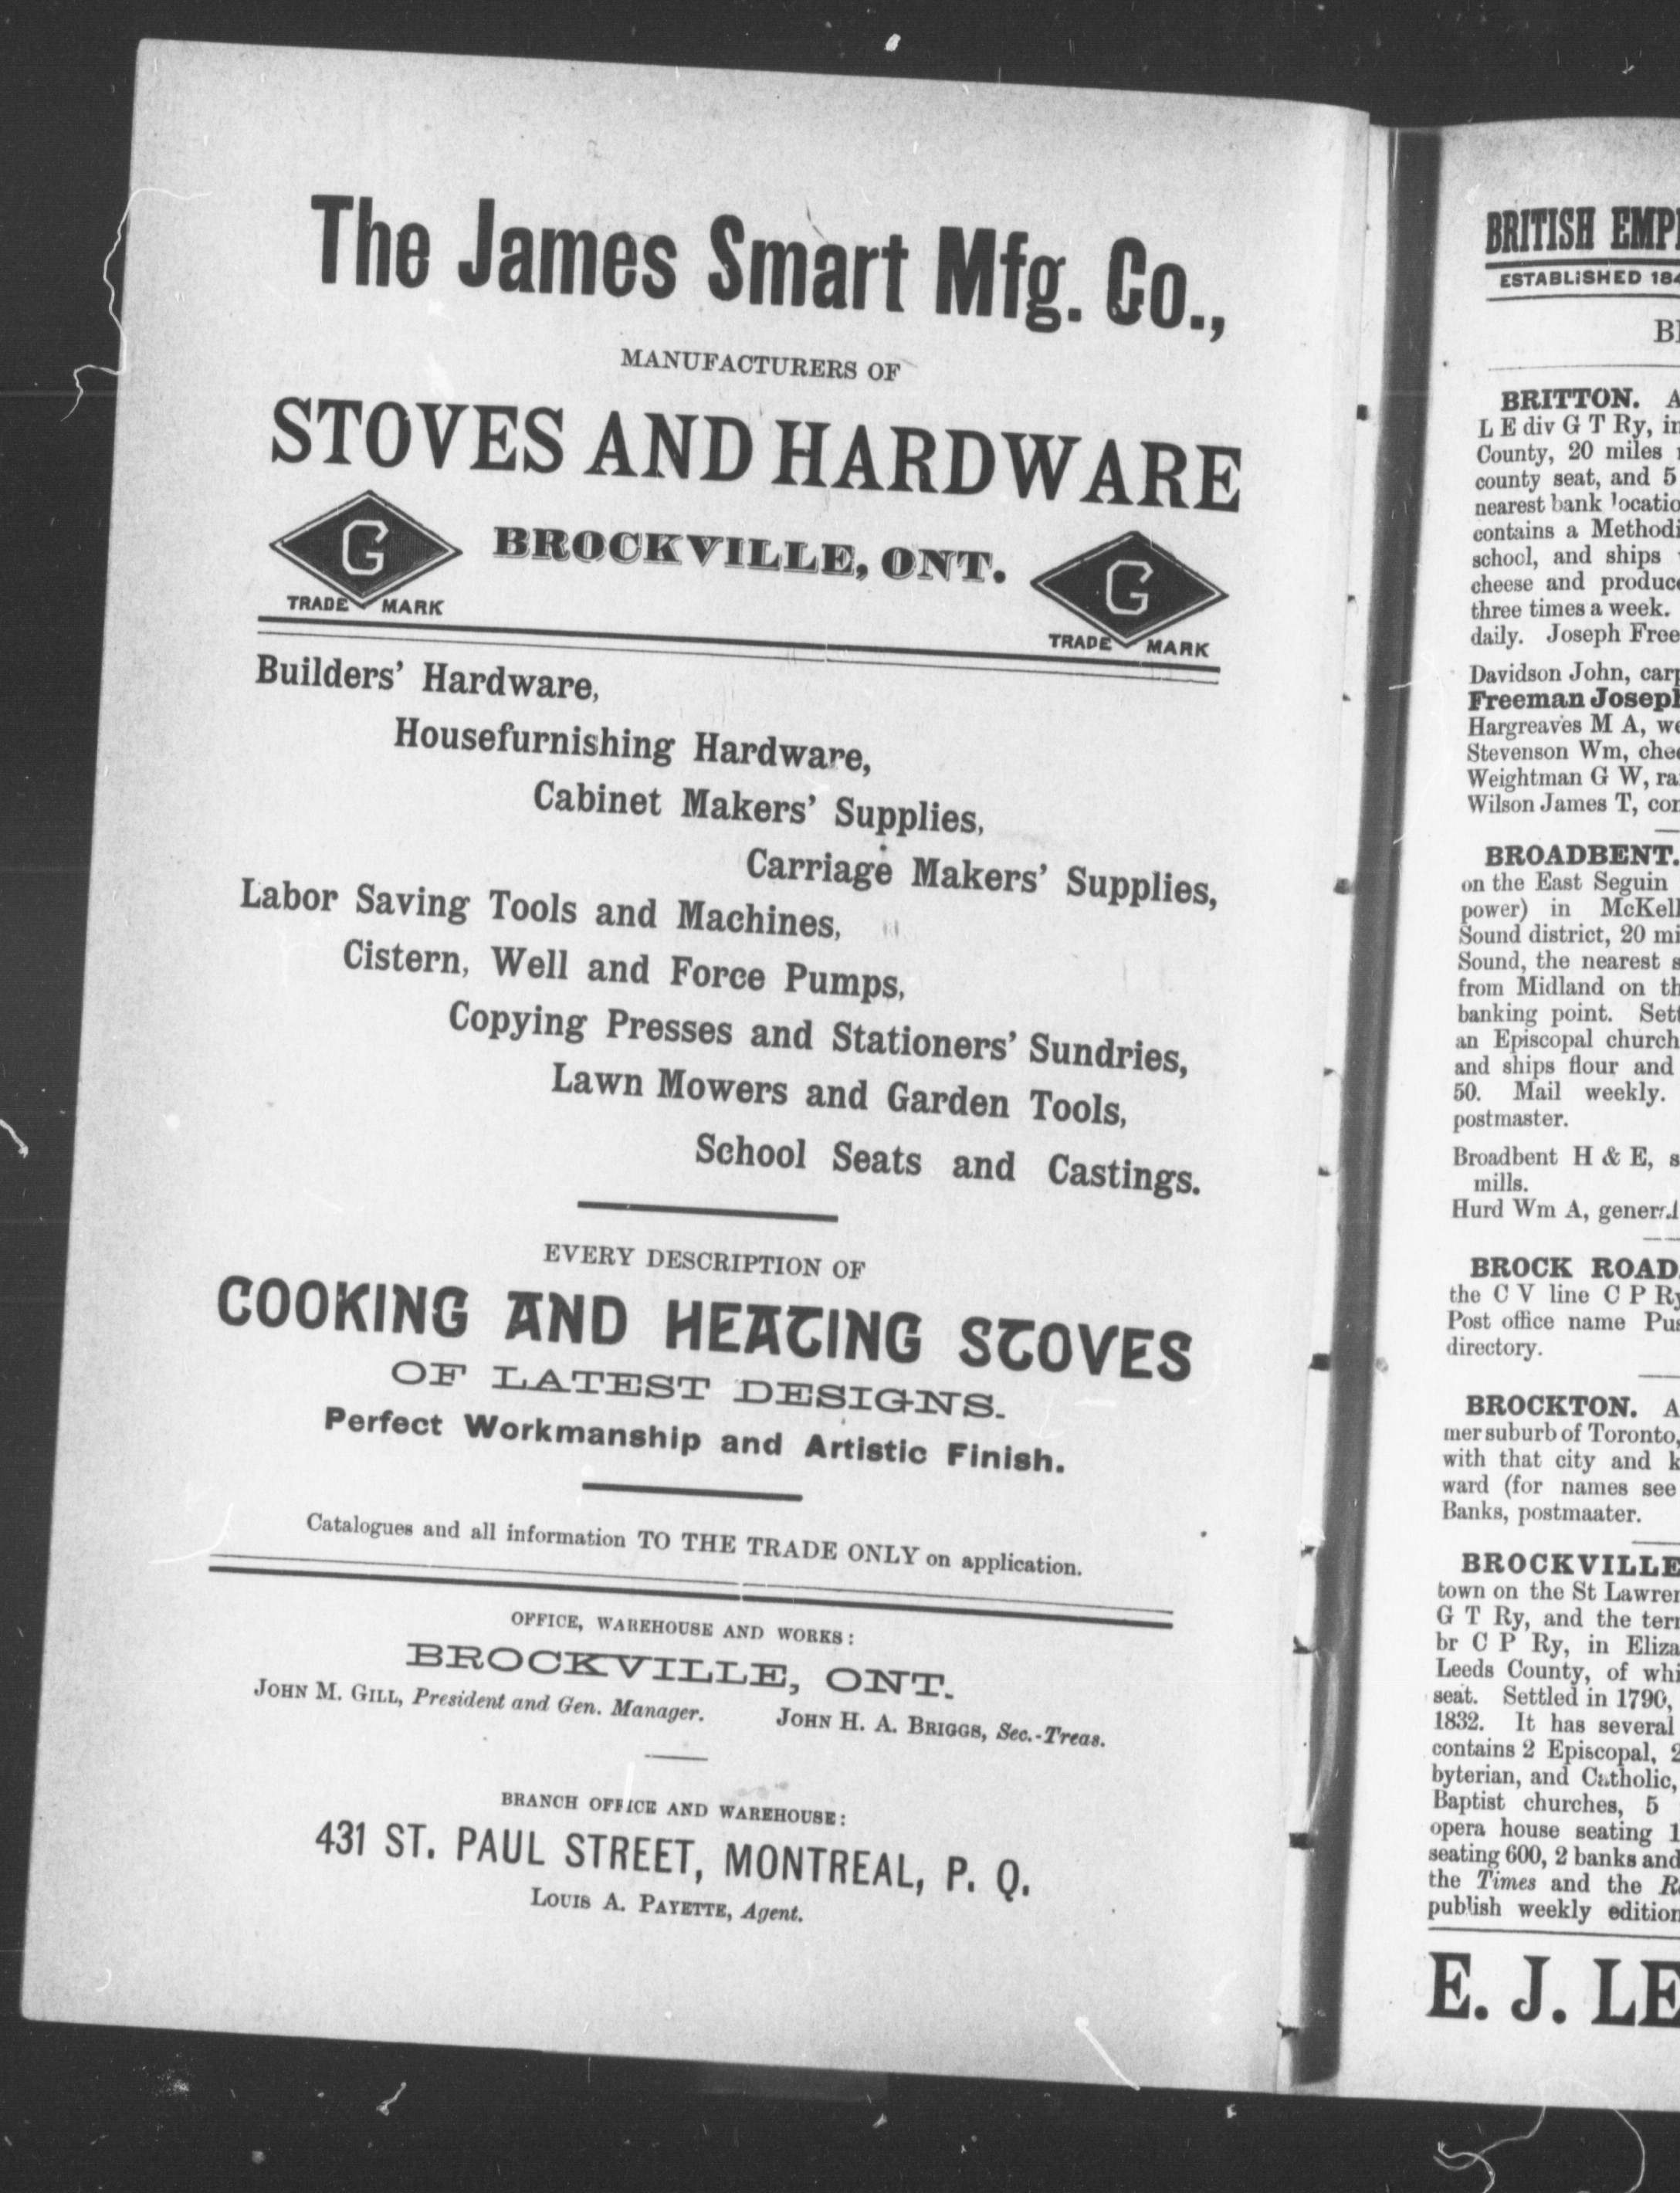 The James Smart Mfg. Co.,
MANUFACTURERS OF
STOVES AND HARDWARE
G
TRADE MARK
BROCKVILLE, ONT.
G
TRADE MARK
Builders' Hardware,
Housefurnishing Hardware,
Cabinet Makers' Supplies,
Carriage Makers' Supplies,
Labor Saving Tools and Machines,
Cistern, Well and Force Pumps,
Copying Presses and Stationers' Sundries,
Lawn Mowers and Garden Tools,
School Seats and Castings.
EVERY DESCRIPTION OF
COOKING AND HEATING STOVES
OF LATEST DESIGNS.
Perfect Workmanship and Artistic Finish.
Catalogues and all information TO THE TRADE ONLY on application.
OFFICE, WAREHOUSE AND WORKS:
BROCKVILLE, ONT.
JOHN M. GILL, President and Gen. Manager. JOHN H. A. BRIGGS, Sec.-Treas.
BRANCH OFFICE AND WAREHOUSE:
431 ST. PAUL STREET, MONTREAL, P. Q.
LOUIS A. PAYETTE, Agent.
BRITISH
ESTABLISHED
BRITTON.
L E div G T Ry,
County, 20 miles
county seat, and 5
nearest bank
contains a
school, and ships
cheese and
three times a week.
daily. Joseph
Davidson John,
Freeman Joseph
Hargreaves M A,
Stevenson Wm,
Weightman G W,
Wilson James T,
BROADBENT.
on the East Seguin
power) in
Sound district, 20
Sound, the nearest
from Midland on
banking point.
an Episcopal church
and ships flour and
50. Mail weekly.
postmaster.
Broadbent H & E,
mills.
Hurd Wm A, general
BROCK ROAD.
the C V line C P Ry
Post office name
directory.
BROCKTON. A
mer suburb of Toronto,
with that city and
ward (for names see
Banks, postmaater.
BROCKVILLE
town on the St
G T Ry, and the
br C P Ry, in
Leeds County, of
seat. Settled in 1790,
1832. It has several
contains 2 Episcopal,
byterian, and Catholic,
Baptist churches, 5
opera house seating
seating 600, 2 banks and
the Times and the
publish weekly
E. J.